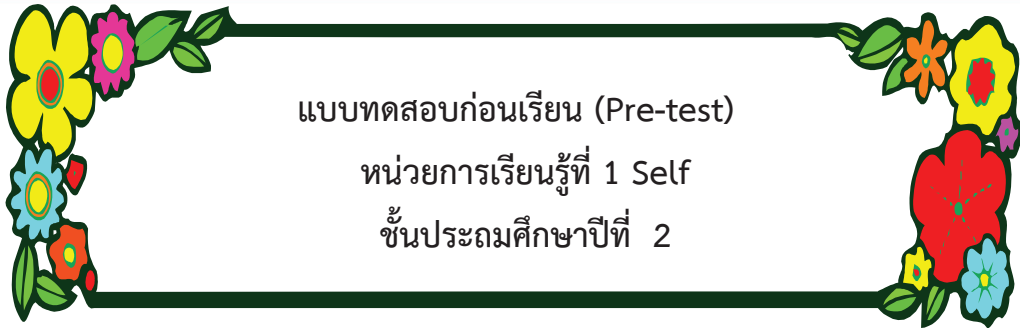 แบบทดสอบก่อนเรียน (Pre-test)
หน่วยการเรียนรู้ที่ 1 Self
ชั้นประถมศึกษาปีที่ 2